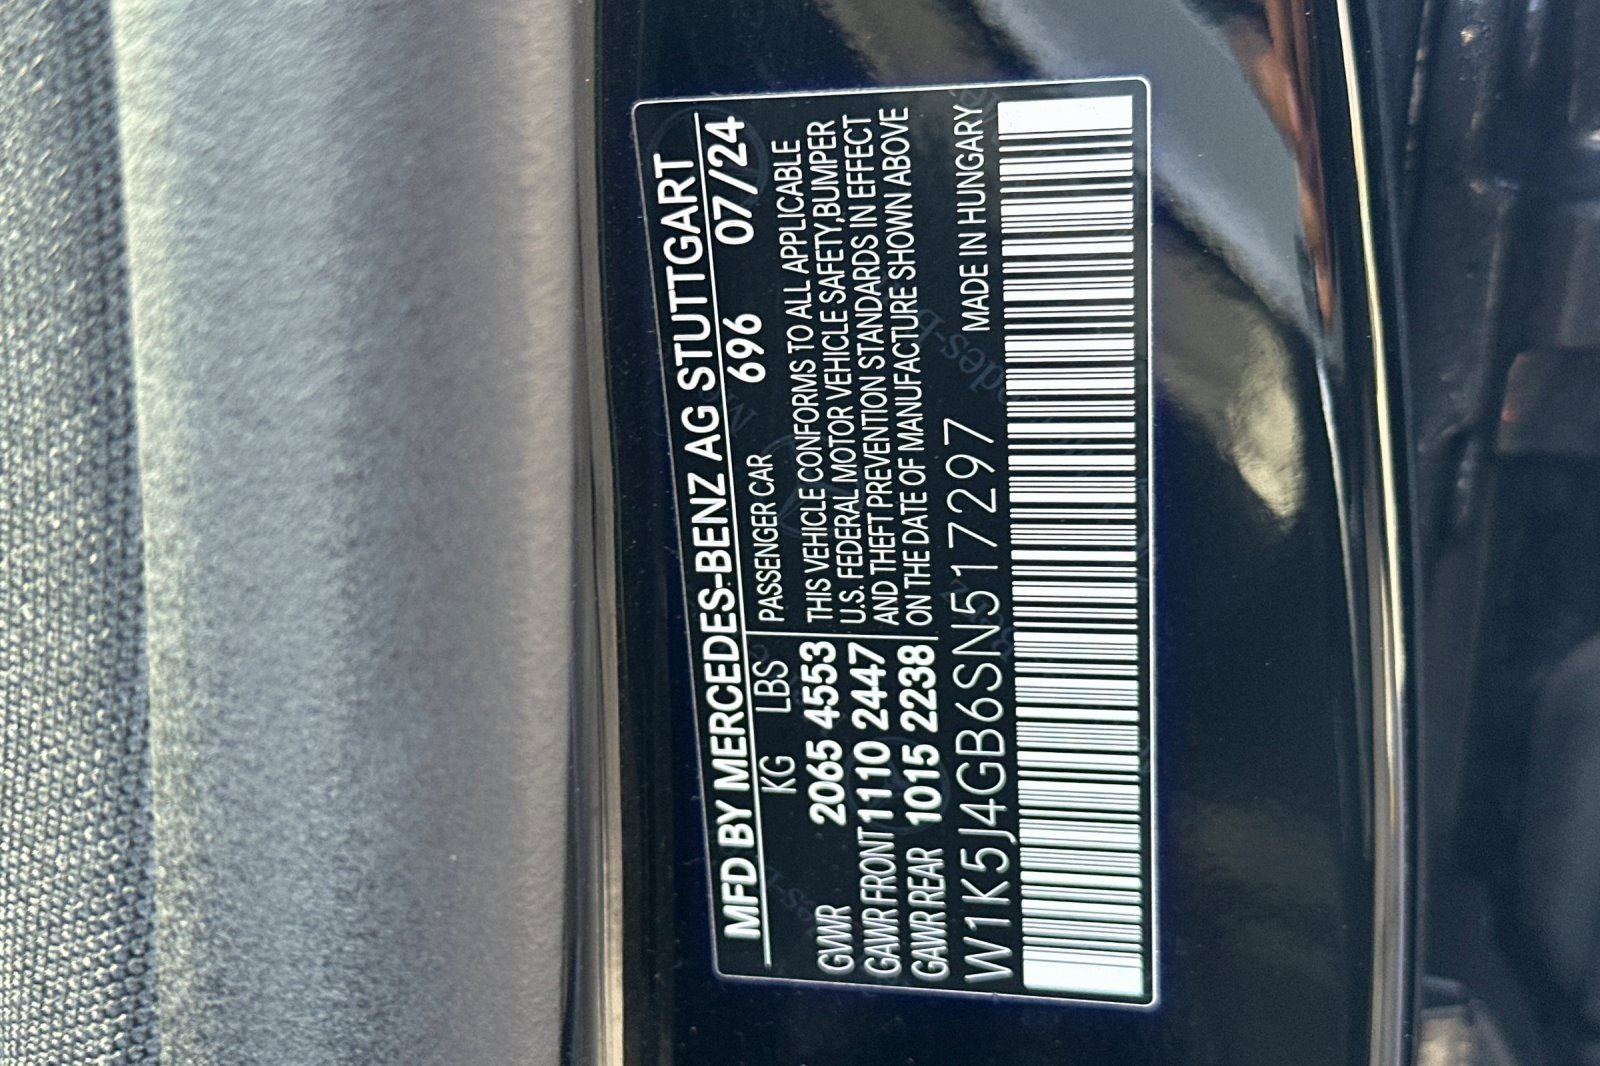 MFD BY MERCEDES-BENZ AG STUTTGART
KG LBS PASSENGER CAR 696 07/24
GVWR 2065 4553 THIS VEHICLE CONFORMS TO ALL APPLICABLE
U.S. FEDERAL MOTOR VEHICLE SAFETY, BUMPER
GAWR FRONT 1110 2447 AND THEFT PREVENTION STANDARDS IN EFFECT
GAWR REAR 1015 2238 ON THE DATE OF MANUFACTURE SHOWN ABOVE
W1K5J4GB6SN517297 MADE IN HUNGARY